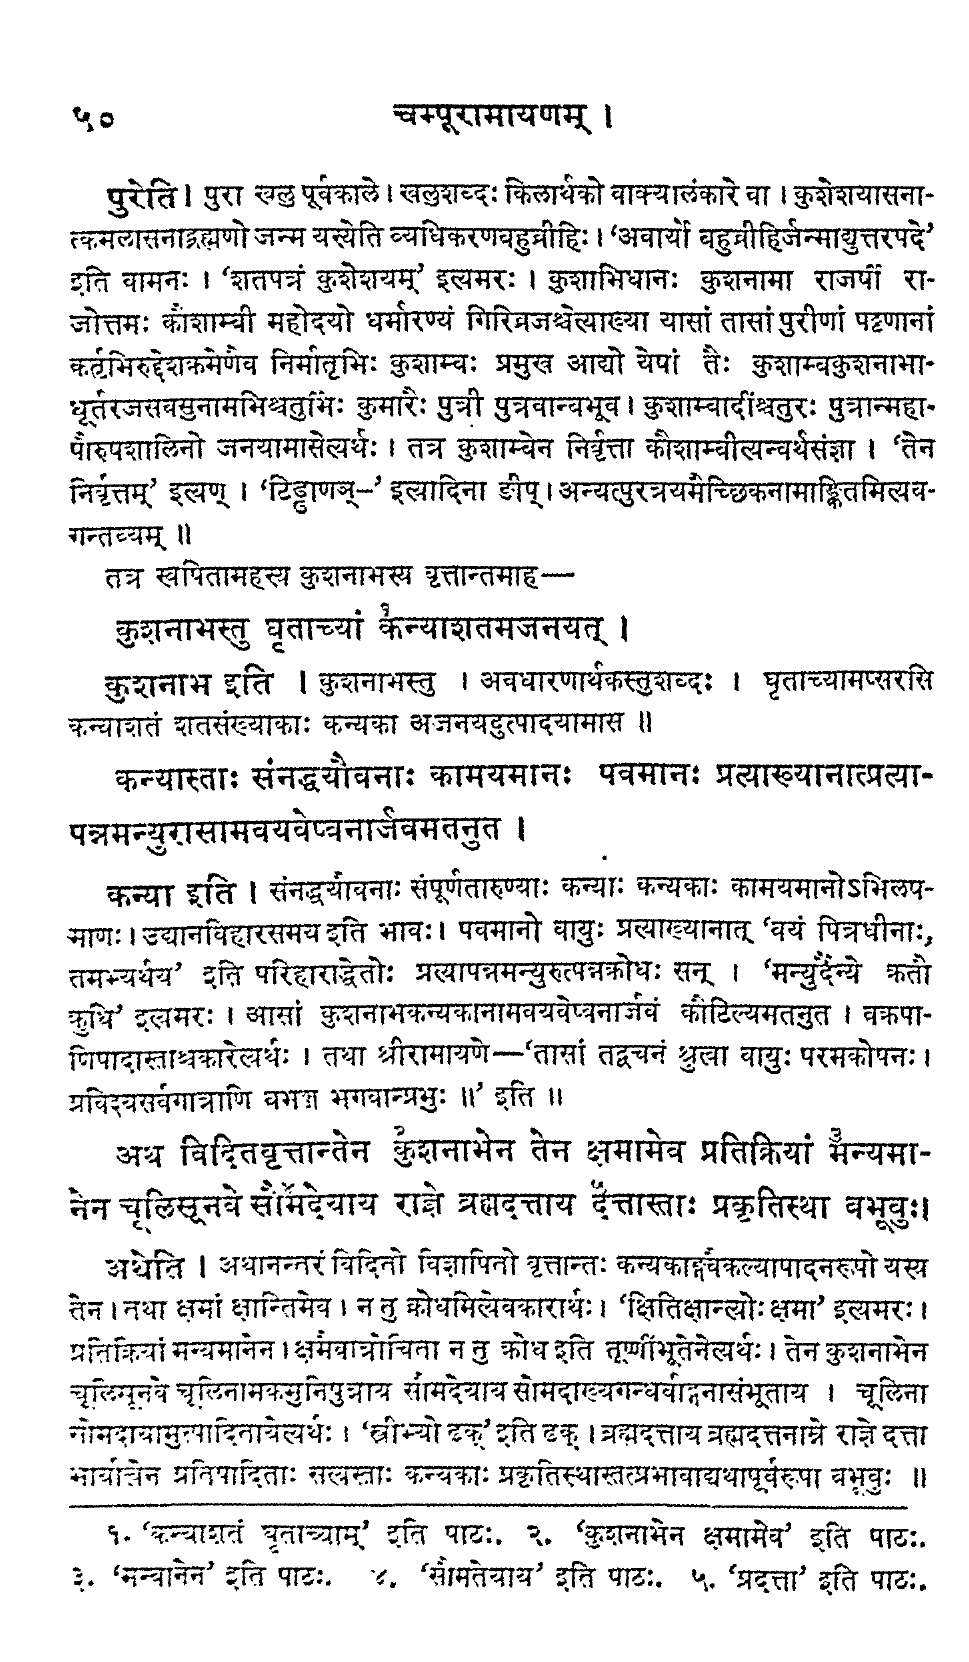 ५०
चम्पूरामायणम् ।
पुरेति। पुरा खलु पूर्वकाले। खलुशब्दः किलार्थको वाक्यालंकारे वा । कुशेशयासना-
त्कमलासनाद्ब्रह्मणो जन्म यस्येति व्यधिकरणबहुव्रीहिः। 'अवार्यो बहुव्रीहिर्जन्माद्युत्तरपदे'
इति वामनः । 'शतपत्रं कुशेशयम्' इत्यमरः । कुशाभिधानः कुशनामा राजर्षी रा-
जोत्तमः कौशाम्बी महोदयो धर्मारण्यं गिरिव्रजश्चेत्याख्या यासां तासां पुरीणां पट्टणानां
कर्तृभिरुद्देशक्रमेणैव निर्मातृभिः कुशाम्बः प्रमुख आद्यो येषां तैः कुशाम्बकुशनाभा-
धूर्तरजसवसुनामभिश्चतुर्भिः कुमारैः पुत्री पुत्रवान्बभूव। कुशाम्बादींश्चतुरः पुत्रान्महा-
पौरुषशालिनो जनयामासेत्यर्थः। तत्र कुशाम्बेन निर्वृत्ता कौशाम्बीत्यन्वर्थसंज्ञा । 'तेन
निर्वृत्तम्' इत्यण् । 'टिड्ढाणञ्–' इत्यादिना ङीप्। अन्यत्पुरत्रयमैच्छिकनामाङ्कितमित्यव-
गन्तव्यम् ॥
तत्र स्वपितामहस्य कुशनाभस्य वृत्तान्तमाह—
कुशनाभस्तु घृताच्यां कॅन्याशतमजनयत् ।
कुशनाभ इति । कुशनाभस्तु । अवधारणार्थकस्तुशब्दः । घृताच्यामप्सरसि
कन्याशतं शतसंख्याकाः कन्यका अजनयदुत्पादयामास ॥
कन्यास्ताः संनद्धयौवनाः कामयमानः पवमानः प्रत्याख्यानात्प्रत्या-
पन्नमन्युरासामवयवेष्वनार्जवमतनुत ।
कन्या इति । संनद्धयौवनाः संपूर्णतारुण्याः कन्याः कन्यकाः कामयमानोऽभिलष-
माणः। उद्यानविहारसमय इति भावः। पवमानो वायुः प्रत्याख्यानात् 'वयं पित्रधीनाः,
तमभ्यर्थय' इति परिहाराद्धेतोः प्रत्यापन्नमन्युरुत्पन्नक्रोधः सन् । 'मन्युर्दैन्ये क्रतौ
क्रुधि' इत्यमरः । आसां कुशनाभकन्यकानामवयवेष्वनार्जवं कौटिल्यमतनुत । वक्रपा-
णिपादास्ताश्चकारेत्यर्थः । तथा श्रीरामायणे—'तासां तद्वचनं श्रुत्वा वायुः परमकोपनः।
प्रविश्य सर्वगात्राणि बभञ्ज भगवान्प्रभुः ॥' इति ॥
अथ विदितवृत्तान्तेन कुँशनाभेन तेन क्षमामेव प्रतिक्रियां मँन्यमा-
नेन चूलिसूनवे सौँमदेयाय राज्ञे ब्रह्मदत्ताय दँत्तास्ताः प्रकृतिस्था बभूवुः।
अथेति । अथानन्तरं विदितो विज्ञापितो वृत्तान्तः कन्यकाङ्गवैकल्यापादनरूपो यस्य
तेन। तथा क्षमां क्षान्तिमेव। न तु क्रोधमित्येवकारार्थः। 'क्षितिक्षान्त्योः क्षमा' इत्यमरः।
प्रतिक्रियां मन्यमानेन। क्षमैवात्रोचिता न तु क्रोध इति तूष्णींभूतेनेत्यर्थः। तेन कुशनाभेन
चूलिसूनवे चूलिनामकमुनिपुत्राय सौमदेयाय सोमदाख्यगन्धर्वाङ्गनासंभूताय । चूलिना
सोमदायामुत्पादितायेत्यर्थः। 'स्त्रीभ्यो ढक्' इति ढक्। ब्रह्मदत्ताय ब्रह्मदत्तनाम्ने राज्ञे दत्ता
भार्यात्वेन प्रतिपादिताः सत्यस्ताः कन्यकाः प्रकृतिस्थास्तत्प्रभावाद्यथापूर्वरूपा बभूवुः ॥
१. 'कन्याशतं घृताच्याम्' इति पाठः. २. 'कुशनाभेन क्षमामेव' इति पाठः.
३. 'मन्वानेन' इति पाठः. ४. 'सौमतेयाय' इति पाठः. ५. 'प्रदत्ता' इति पाठः.